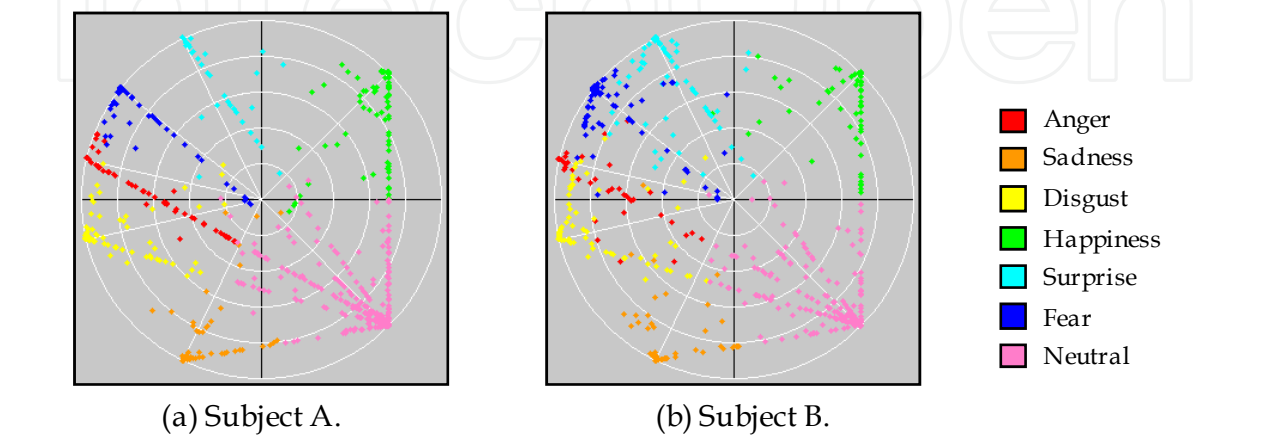 Anger
Sadness
Disgust
Happiness
Surprise
Fear
Neutral
(a) Subject A.
(b) Subject B.